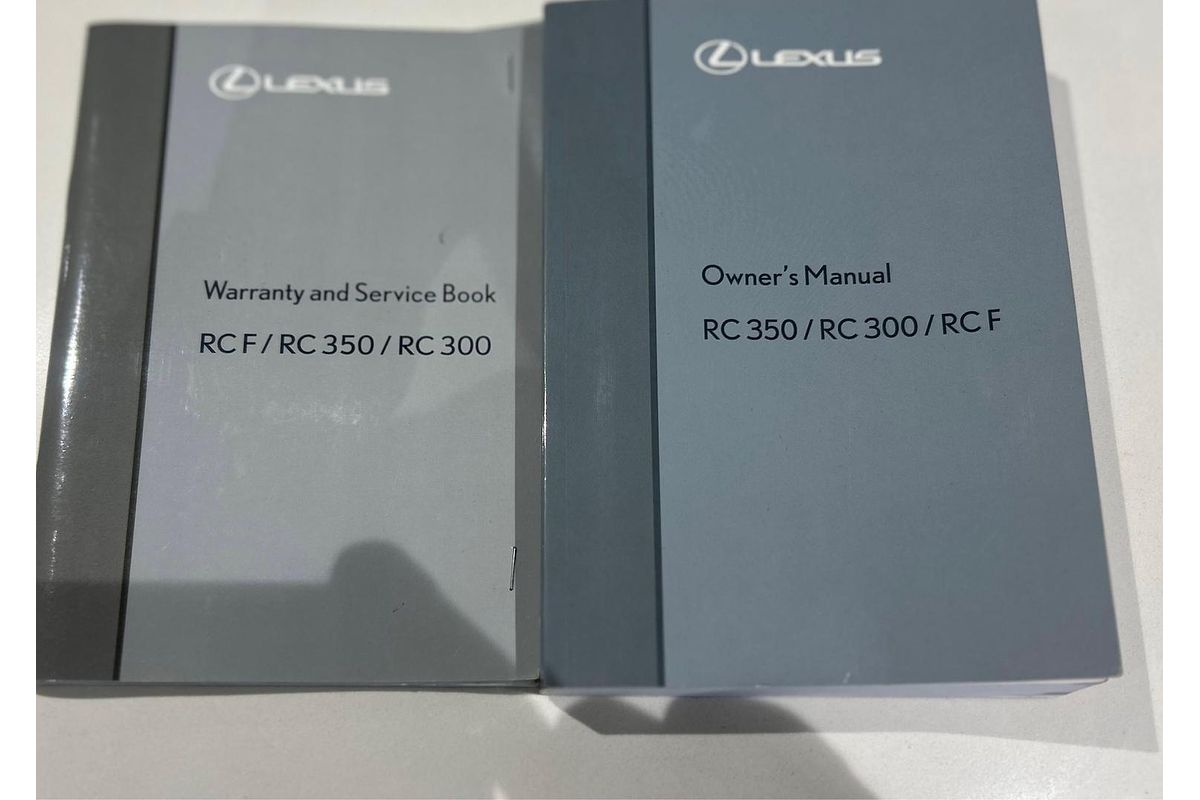 LEXUS
Warranty and Service Book
RC F / RC 350 / RC 300
LEXUS
Owner's Manual
RC 350 / RC 300 / RC F